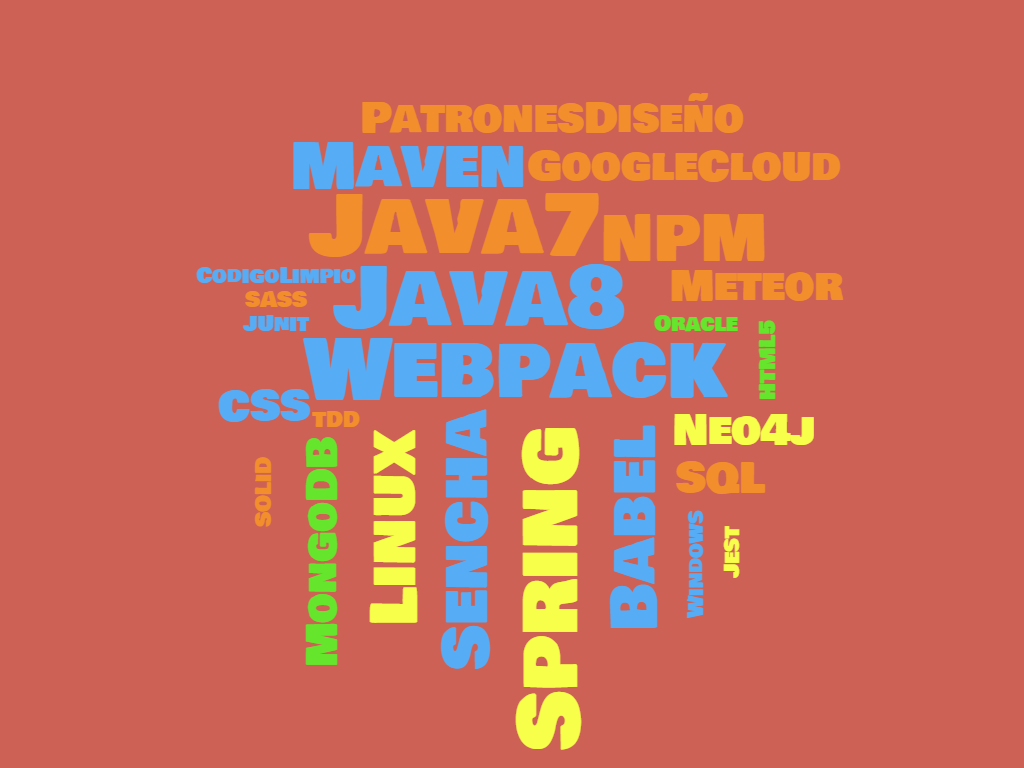 PatronesDiseño
Maven
GoogleCloud
Java7
npm
CodigoLimpio
Java8
Meteor
SASS
JUnit
Oracle
HTML5
Webpack
CSS
TDD
Neo4J
SQL
SOLID
MongoDB
Linux
Sencha
Spring
Babel
Windows
Jest